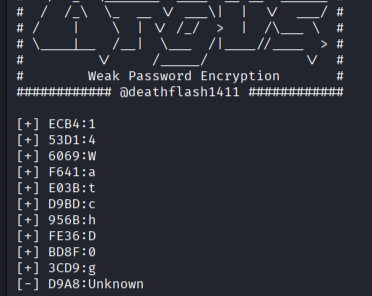 Weak Password Encryption
@deathflash1411
[+] ECB4:1
[+] 53D1:4
[+] 6069:W
[+] F641:a
[+] E03B:t
[+] D9BD:c
[+] 956B:h
[+] FE36:D
[+] BD8F:0
[+] 3CD9:g
[-] D9A8:Unknown